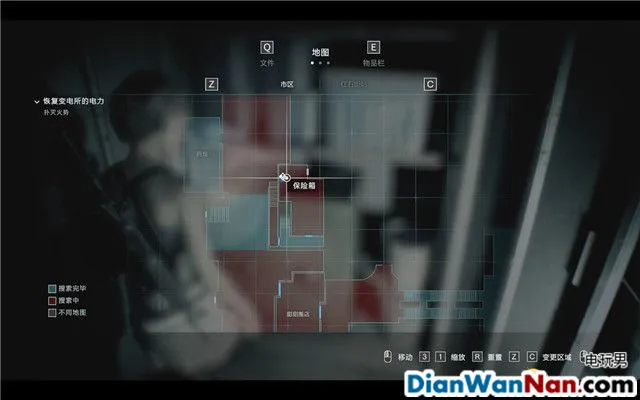 Q 地图 E
文件 物品栏
Z 市区 C
恢复变电所的电力
扑灭火势
保险箱
搜索完毕
搜索中
不同地图
移动 3 1 缩放 R 重置 Z C 变更区域
电玩男
DianWanNan.com